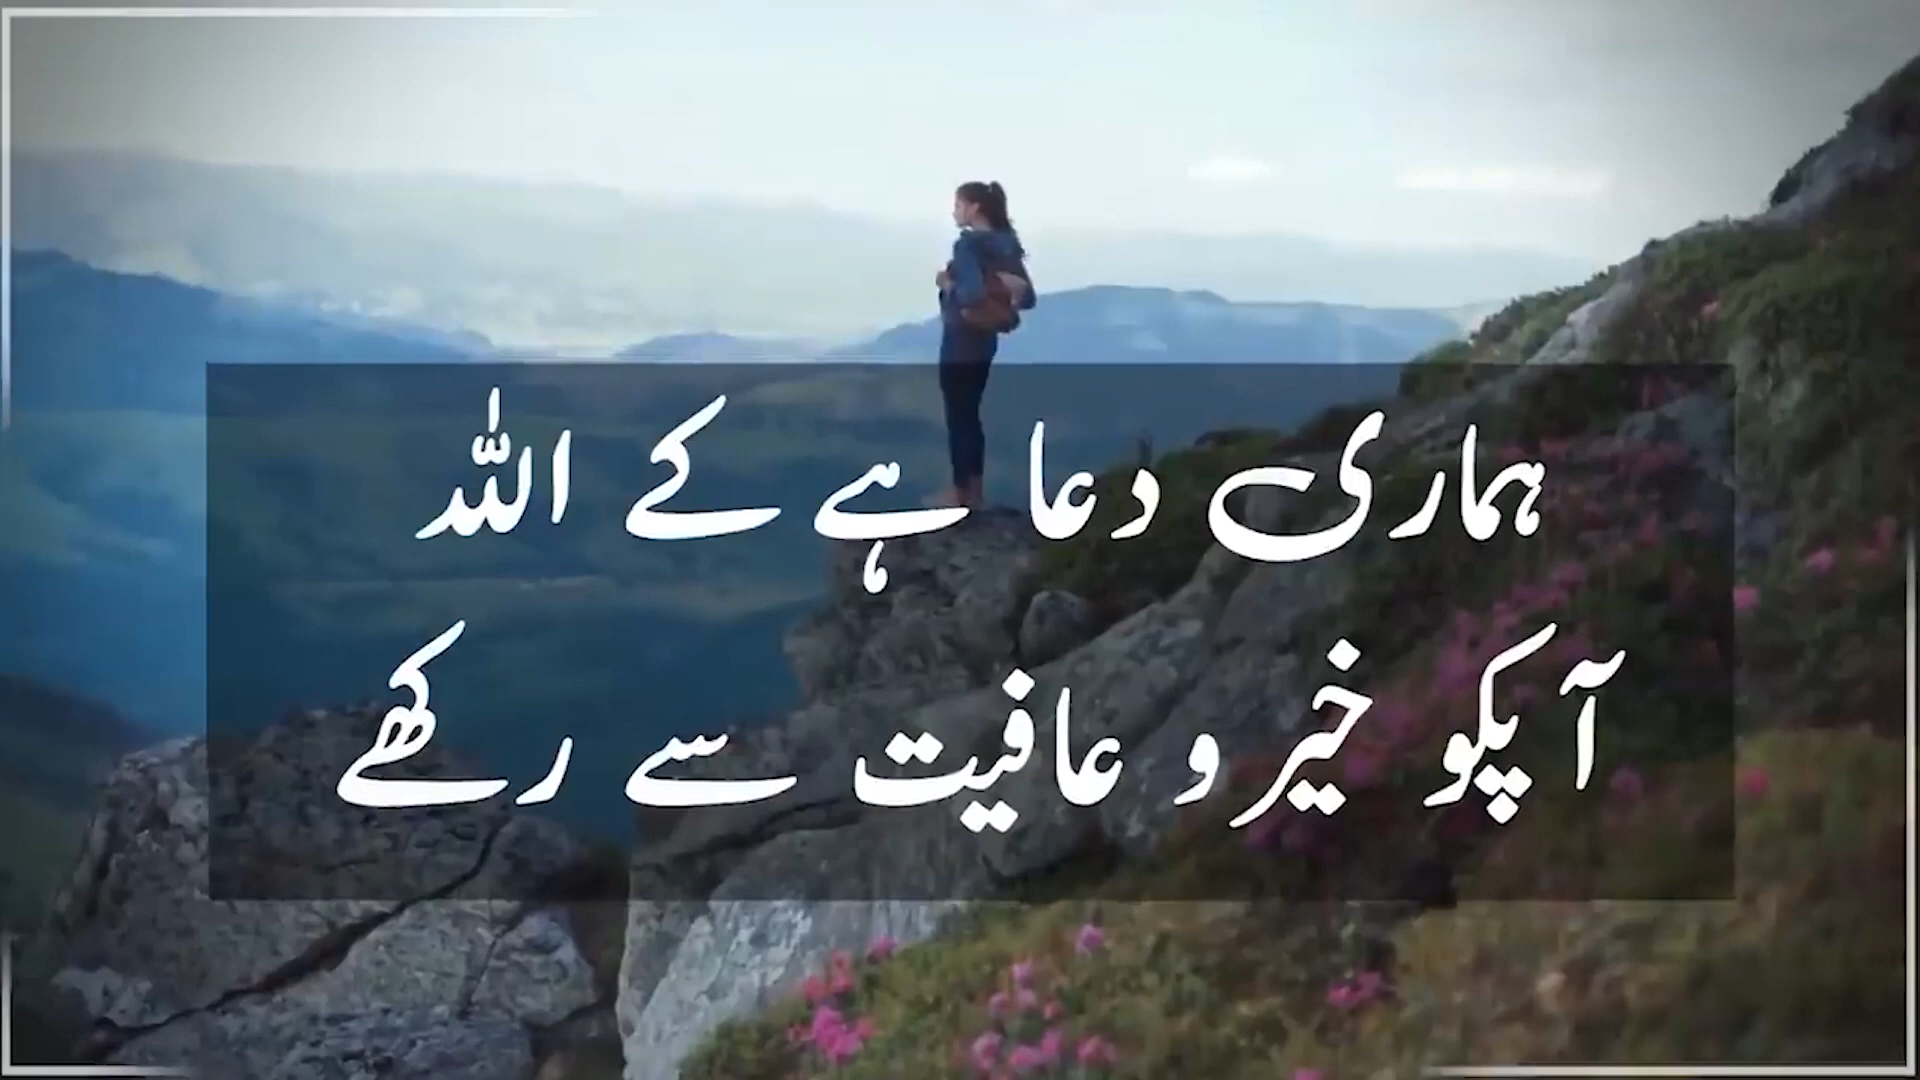 ہماری دعا ہے کے اللہ
آپکو خیر و عافیت سے رکھے